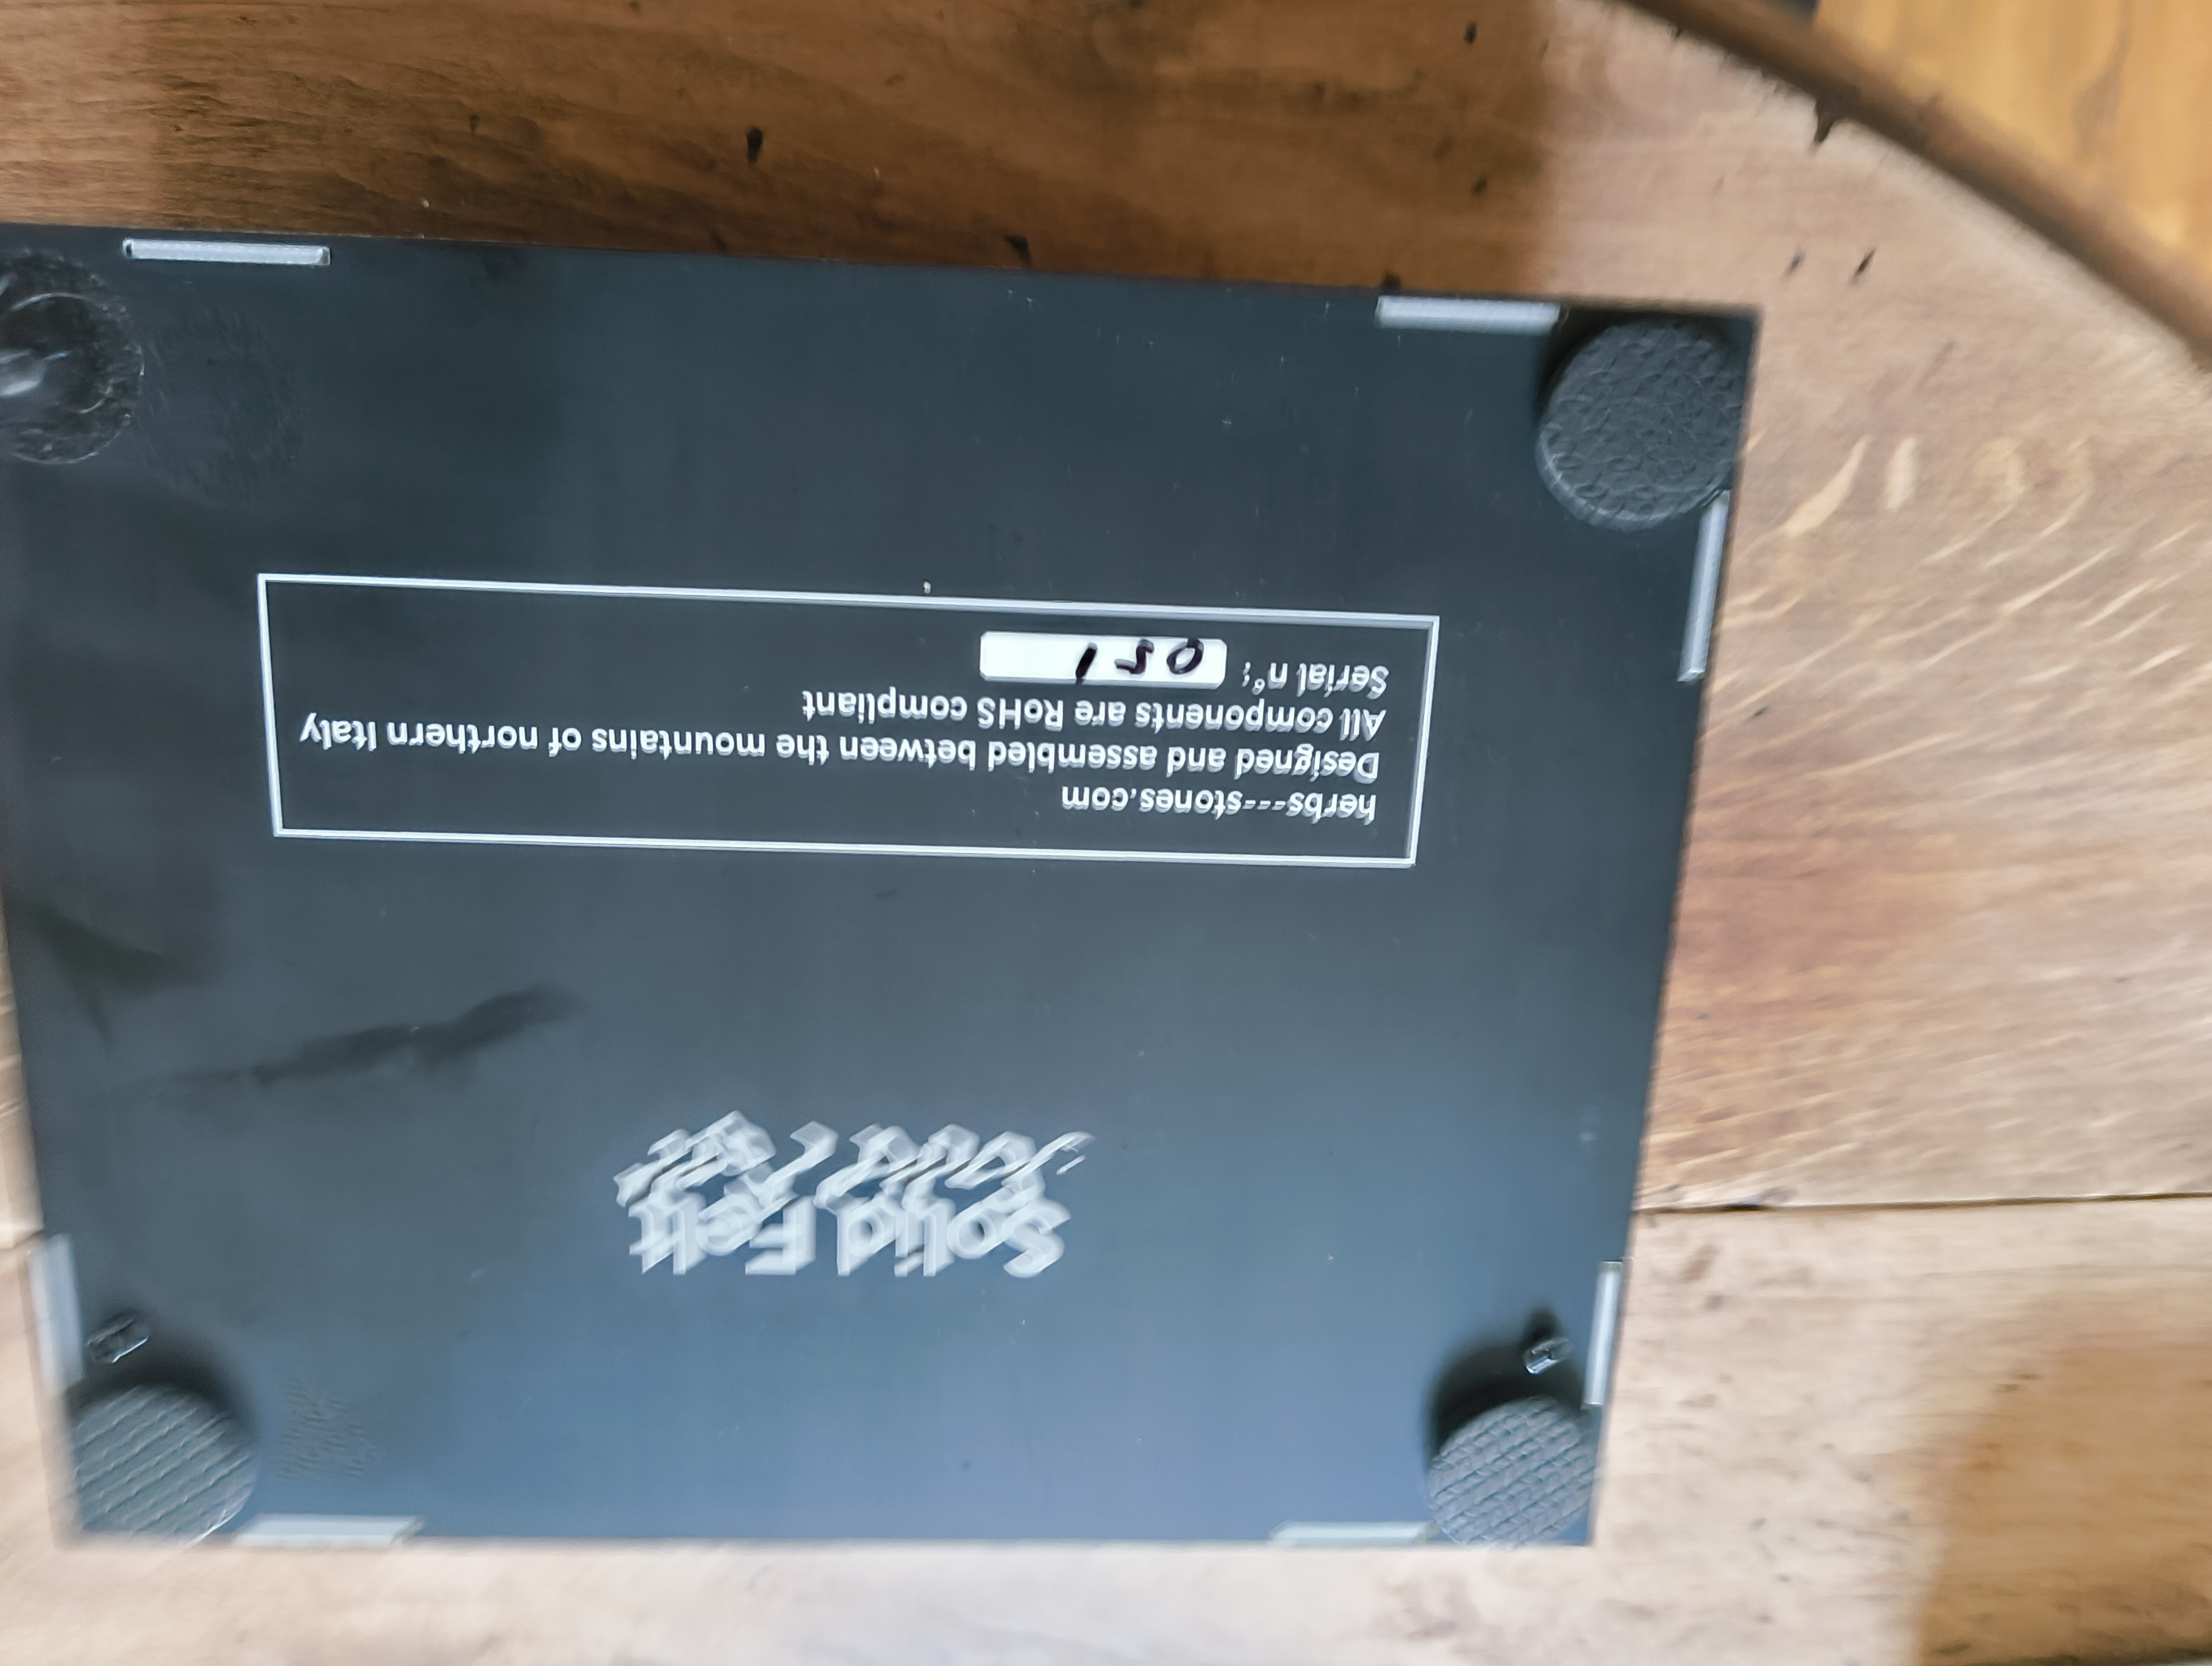 Solid Felt
herbs---stones.com
Designed and assembled between the mountains of northern Italy
All components are RoHS compliant
Serial n°: 051